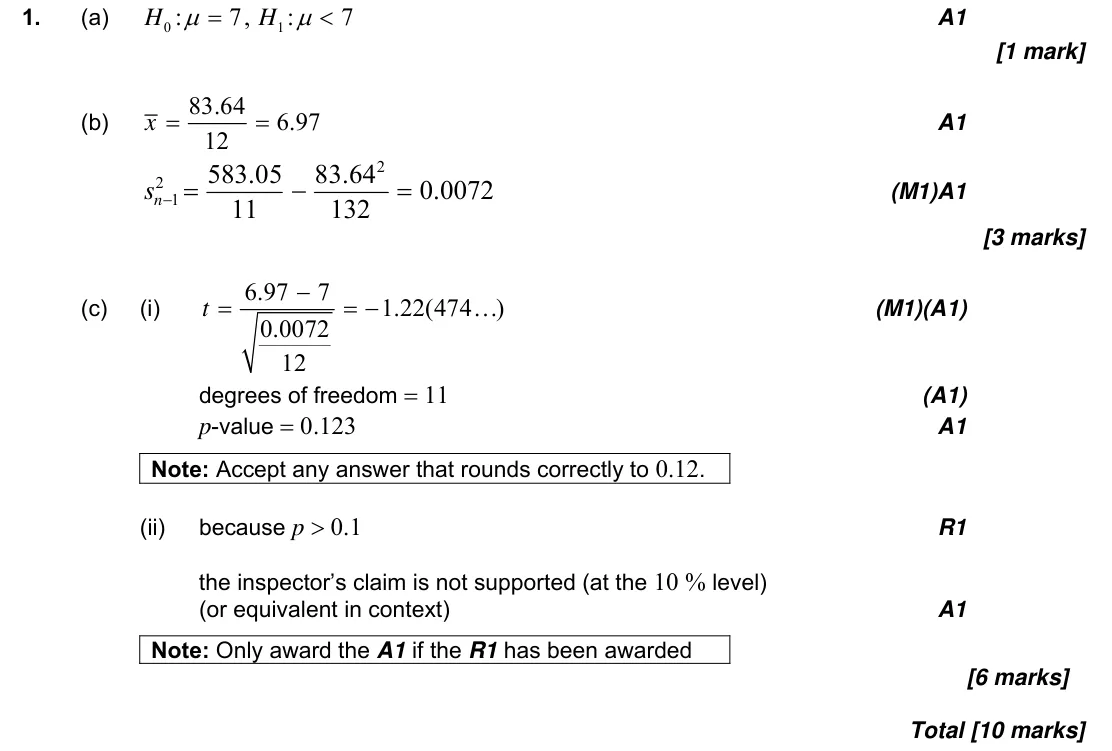 1. (a) H₀ : μ = 7, H₁ : μ < 7 A1
[1 mark]
(b) x̄ = 83.64/12 = 6.97 A1
s²ₙ₋₁ = 583.05/11 − 83.64²/132 = 0.0072 (M1)A1
[3 marks]
(c) (i) t = (6.97 − 7)/√(0.0072/12) = −1.22(474…) (M1)(A1)
degrees of freedom = 11 (A1)
p-value = 0.123 A1
Note: Accept any answer that rounds correctly to 0.12.
(ii) because p > 0.1 R1
the inspector's claim is not supported (at the 10 % level)
(or equivalent in context) A1
Note: Only award the A1 if the R1 has been awarded
[6 marks]
Total [10 marks]